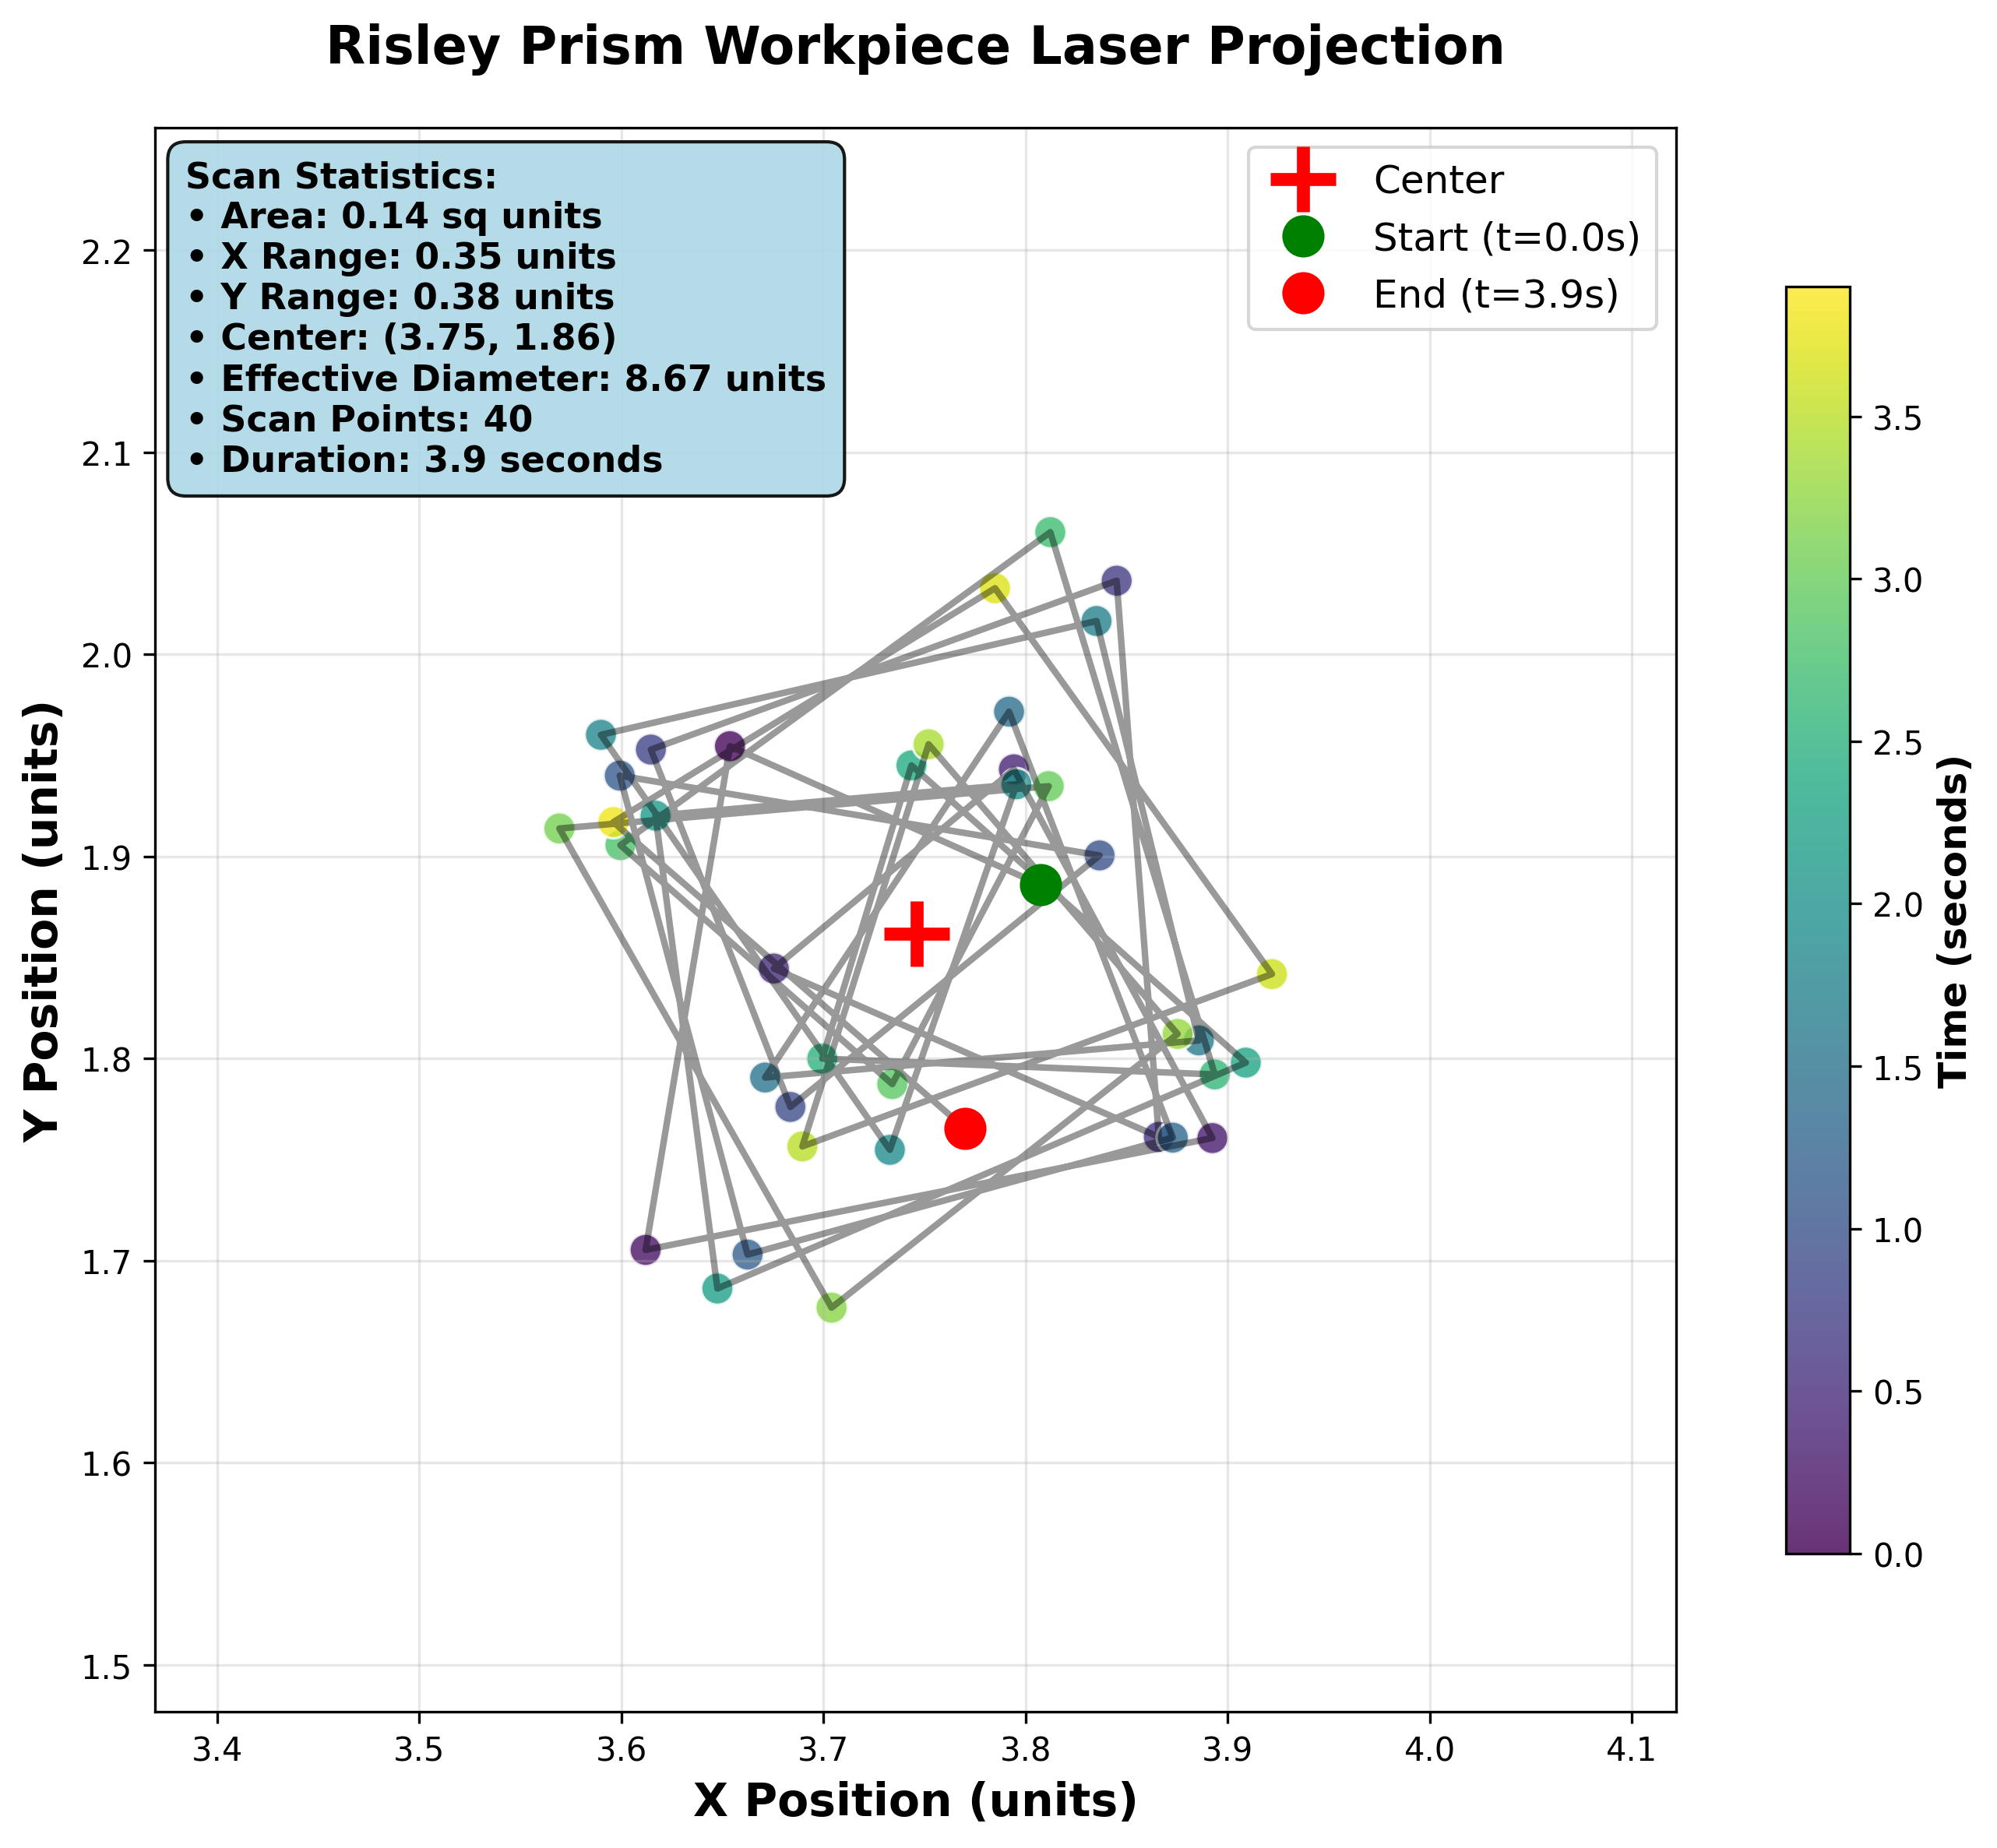 Risley Prism Workpiece Laser Projection
Scan Statistics:
• Area: 0.14 sq units
• X Range: 0.35 units
• Y Range: 0.38 units
• Center: (3.75, 1.86)
• Effective Diameter: 8.67 units
• Scan Points: 40
• Duration: 3.9 seconds
Center
Start (t=0.0s)
End (t=3.9s)
Y Position (units)
2.2
2.1
2.0
1.9
1.8
1.7
1.6
1.5
3.4 3.5 3.6 3.7 3.8 3.9 4.0 4.1
X Position (units)
3.5
3.0
2.5
2.0
1.5
1.0
0.5
0.0
Time (seconds)